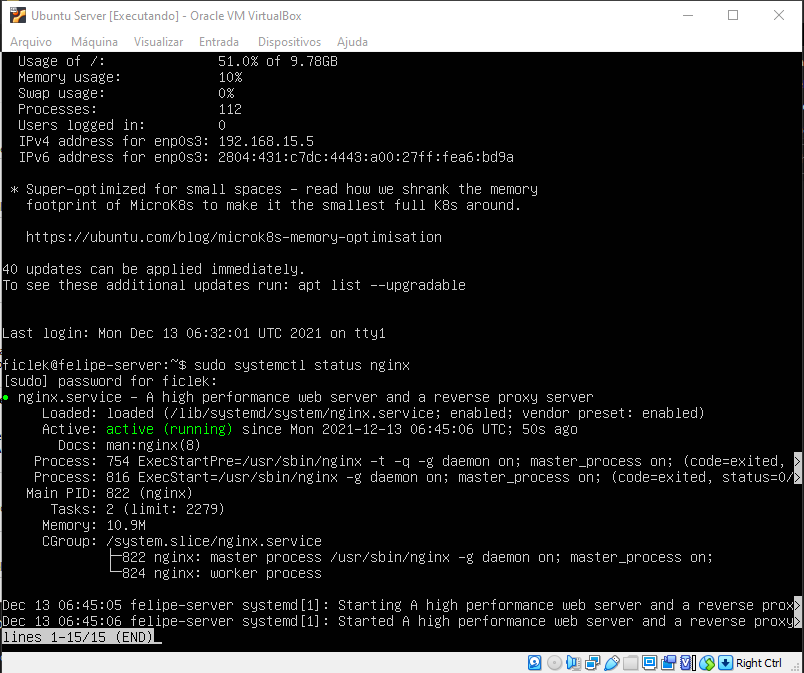 Ubuntu Server [Executando] - Oracle VM VirtualBox
Arquivo Máquina Visualizar Entrada Dispositivos Ajuda
Usage of /: 51.0% of 9.78GB
Memory usage: 10%
Swap usage: 0%
Processes: 112
Users logged in: 0
IPv4 address for enp0s3: 192.168.15.5
IPv6 address for enp0s3: 2804:431:c7dc:4443:a00:27ff:fea6:bd9a
* Super-optimized for small spaces - read how we shrank the memory
footprint of MicroK8s to make it the smallest full K8s around.
https://ubuntu.com/blog/microk8s-memory-optimisation
40 updates can be applied immediately.
To see these additional updates run: apt list --upgradable
Last login: Mon Dec 13 06:32:01 UTC 2021 on tty1
ficlek@felipe-server:~$ sudo systemctl status nginx
[sudo] password for ficlek:
● nginx.service - A high performance web server and a reverse proxy server
Loaded: loaded (/lib/systemd/system/nginx.service; enabled; vendor preset: enabled)
Active: active (running) since Mon 2021-12-13 06:45:06 UTC; 50s ago
Docs: man:nginx(8)
Process: 754 ExecStartPre=/usr/sbin/nginx -t -q -g daemon on; master_process on; (code=exited, >
Process: 816 ExecStart=/usr/sbin/nginx -g daemon on; master_process on; (code=exited, status=0/>
Main PID: 822 (nginx)
Tasks: 2 (limit: 2279)
Memory: 10.9M
CGroup: /system.slice/nginx.service
├─822 nginx: master process /usr/sbin/nginx -g daemon on; master_process on;
└─824 nginx: worker process
Dec 13 06:45:05 felipe-server systemd[1]: Starting A high performance web server and a reverse prox>
Dec 13 06:45:06 felipe-server systemd[1]: Started A high performance web server and a reverse proxy>
lines 1-15/15 (END)
Right Ctrl